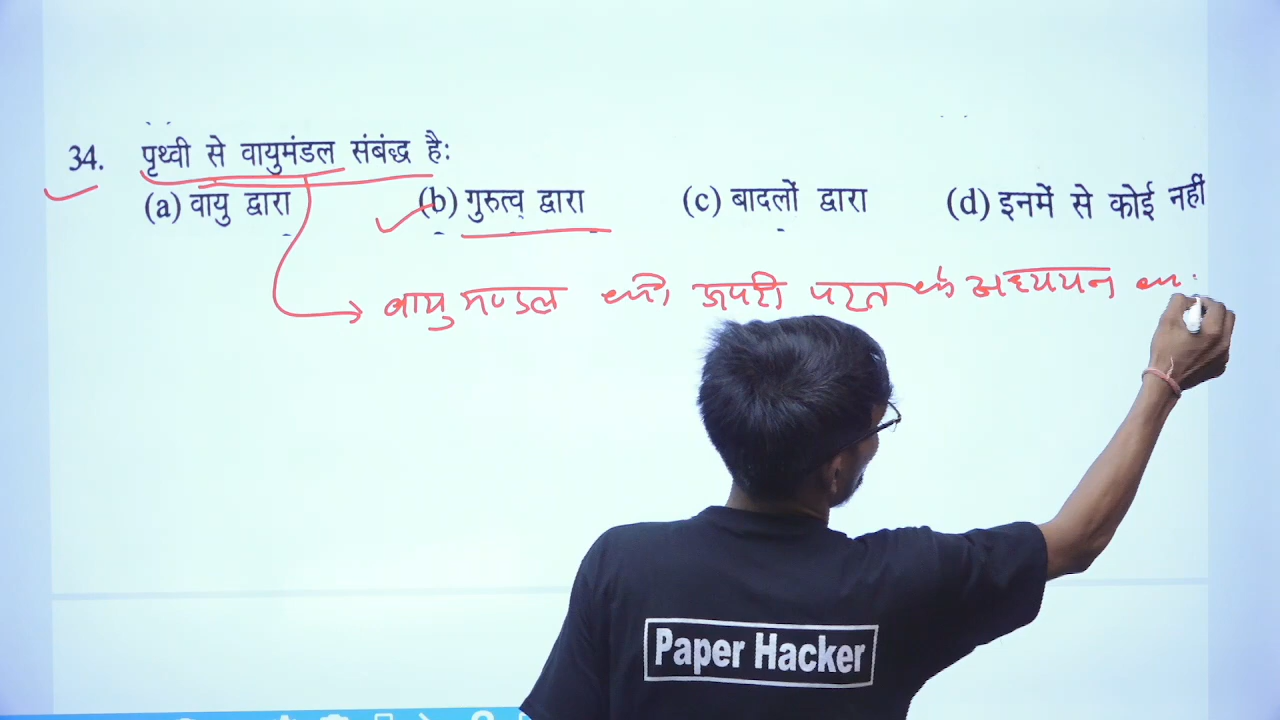 34. पृथ्वी से वायुमंडल संबंद्ध है:
(a) वायु द्वारा (b) गुरुत्व् द्वारा (c) बादलों द्वारा (d) इनमें से कोई नहीं
वायुमण्डल की ऊपरी परत के अध्ययन
Paper Hacker